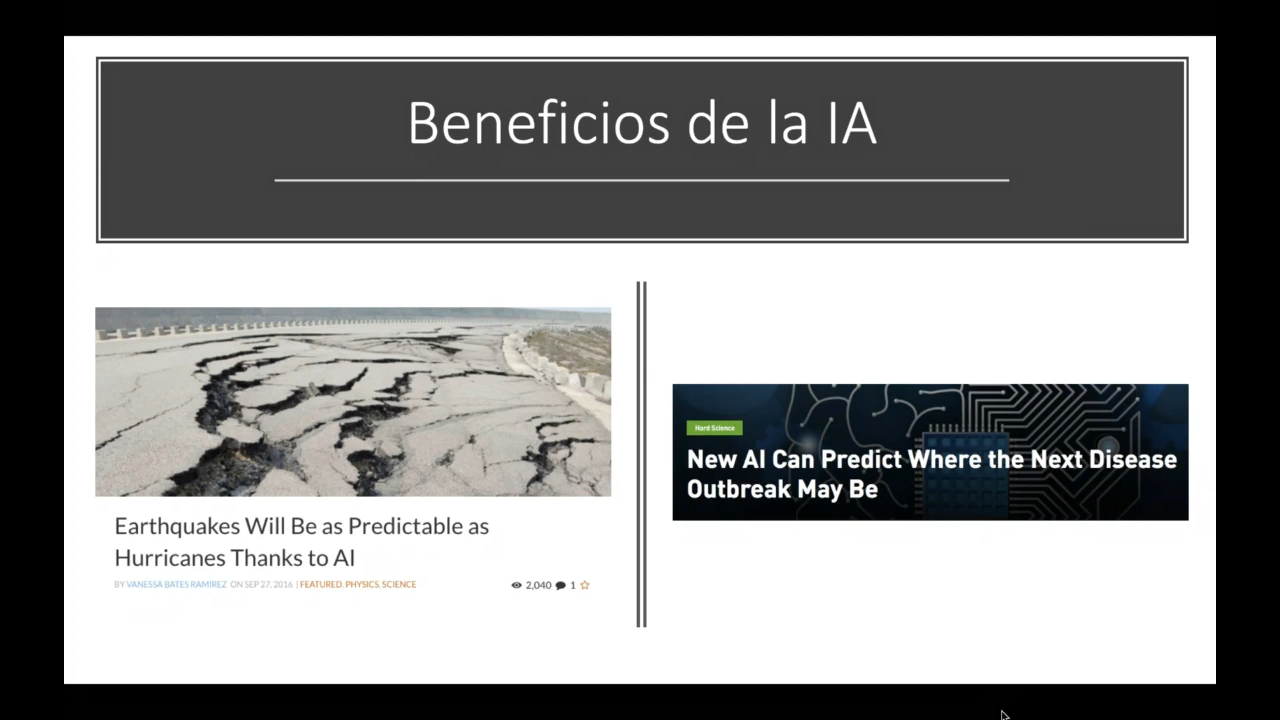 Beneficios de la IA
Earthquakes Will Be as Predictable as
Hurricanes Thanks to AI
BY VANESSA BATES RAMIREZ ON SEP 27, 2016 | FEATURED, PHYSICS, SCIENCE
2,040 1
Hard Science
New AI Can Predict Where the Next Disease
Outbreak May Be